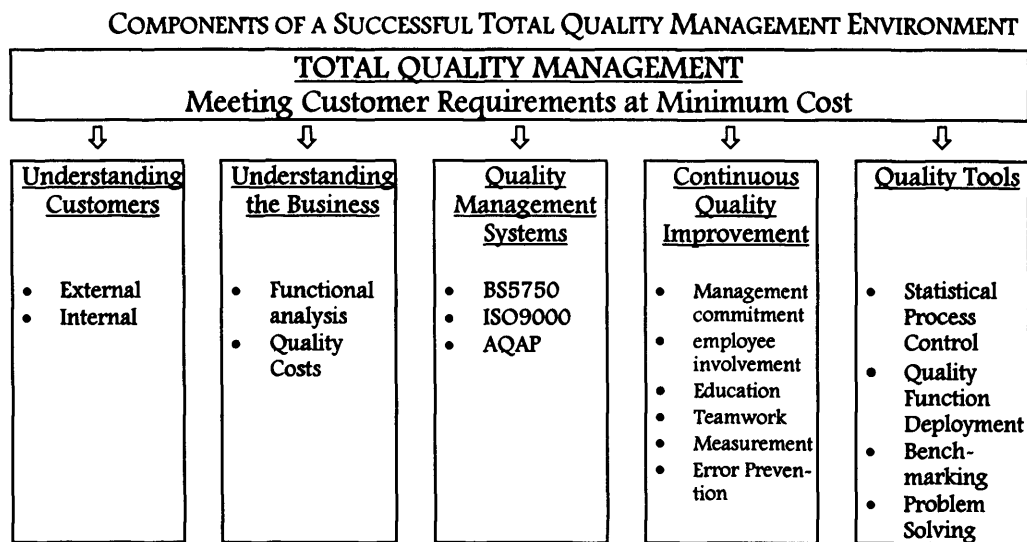 COMPONENTS OF A SUCCESSFUL TOTAL QUALITY MANAGEMENT ENVIRONMENT
TOTAL QUALITY MANAGEMENT
Meeting Customer Requirements at Minimum Cost
Understanding
Customers
• External
• Internal
Understanding
the Business
• Functional
analysis
• Quality
Costs
Quality
Management
Systems
• BS5750
• ISO9000
• AQAP
Continuous
Quality
Improvement
• Management
commitment
• employee
involvement
• Education
• Teamwork
• Measurement
• Error Preven-
tion
Quality Tools
• Statistical
Process
Control
• Quality
Function
Deployment
• Bench-
marking
• Problem
Solving